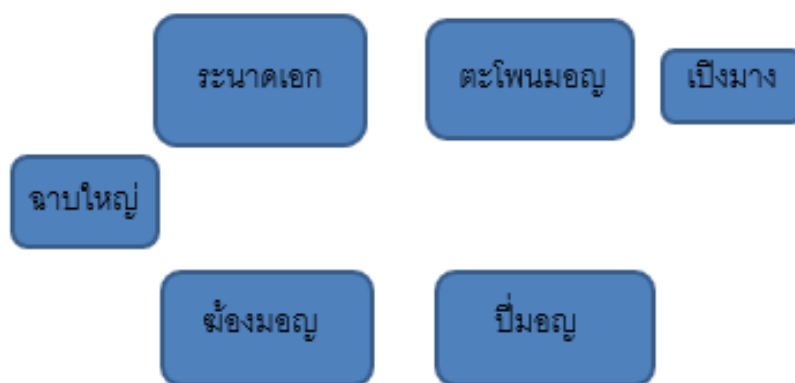 ระนาดเอก
ตะโพนมอญ
เปิงมาง
ฉาบใหญ่
ฆ้องมอญ
ปี่มอญ